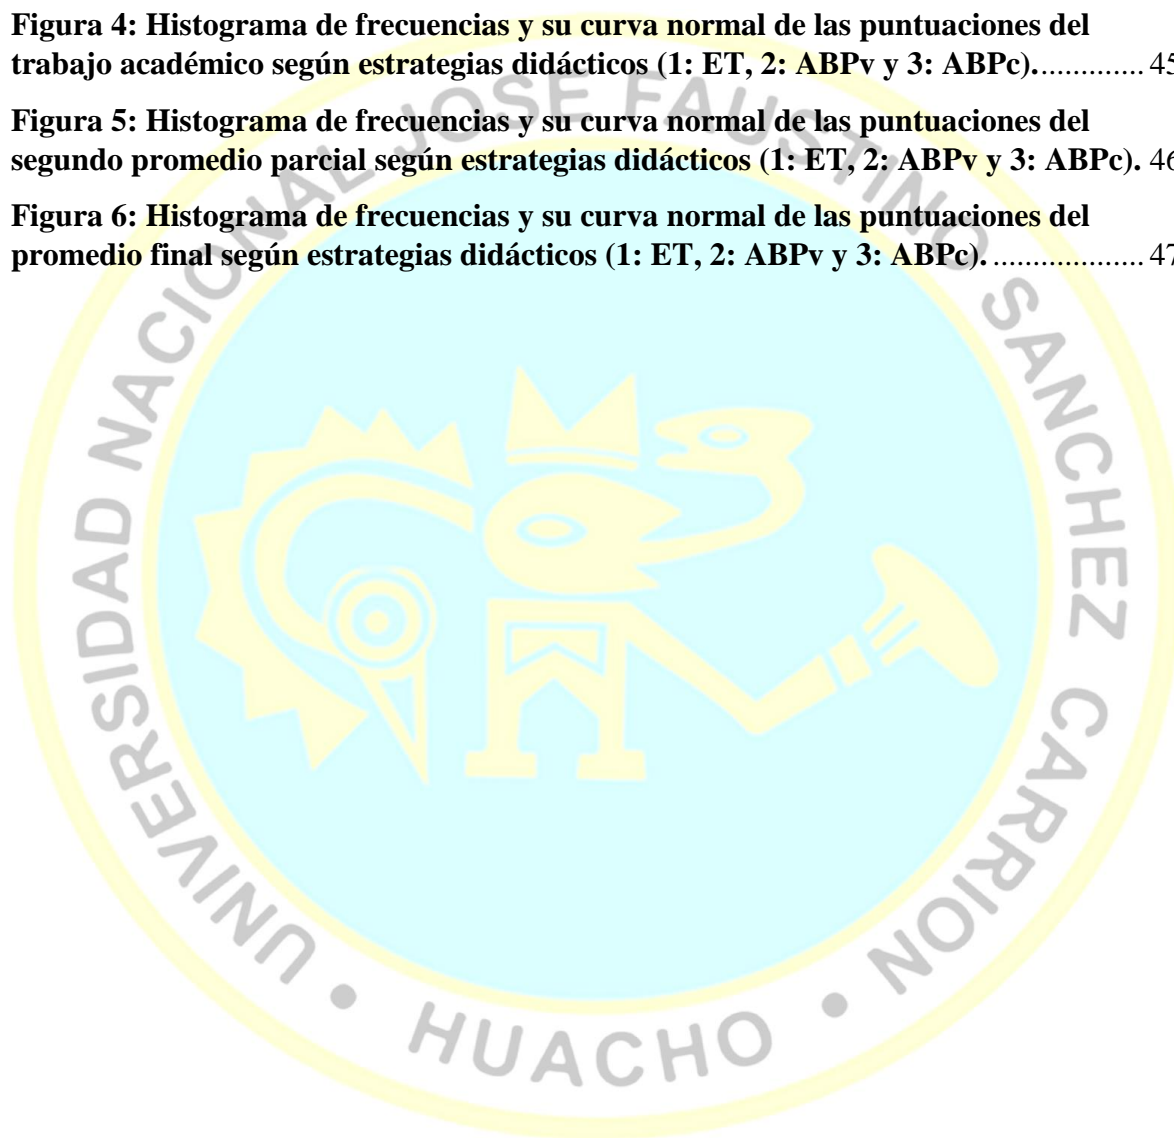 Figura 4: Histograma de frecuencias y su curva normal de las puntuaciones del
trabajo académico según estrategias didácticos (1: ET, 2: ABPv y 3: ABPc)............. 45
Figura 5: Histograma de frecuencias y su curva normal de las puntuaciones del
segundo promedio parcial según estrategias didácticos (1: ET, 2: ABPv y 3: ABPc). 46
Figura 6: Histograma de frecuencias y su curva normal de las puntuaciones del
promedio final según estrategias didácticos (1: ET, 2: ABPv y 3: ABPc)................... 47
UNIVERSIDAD NACIONAL JOSE FAUSTINO SANCHEZ CARRION • HUACHO •